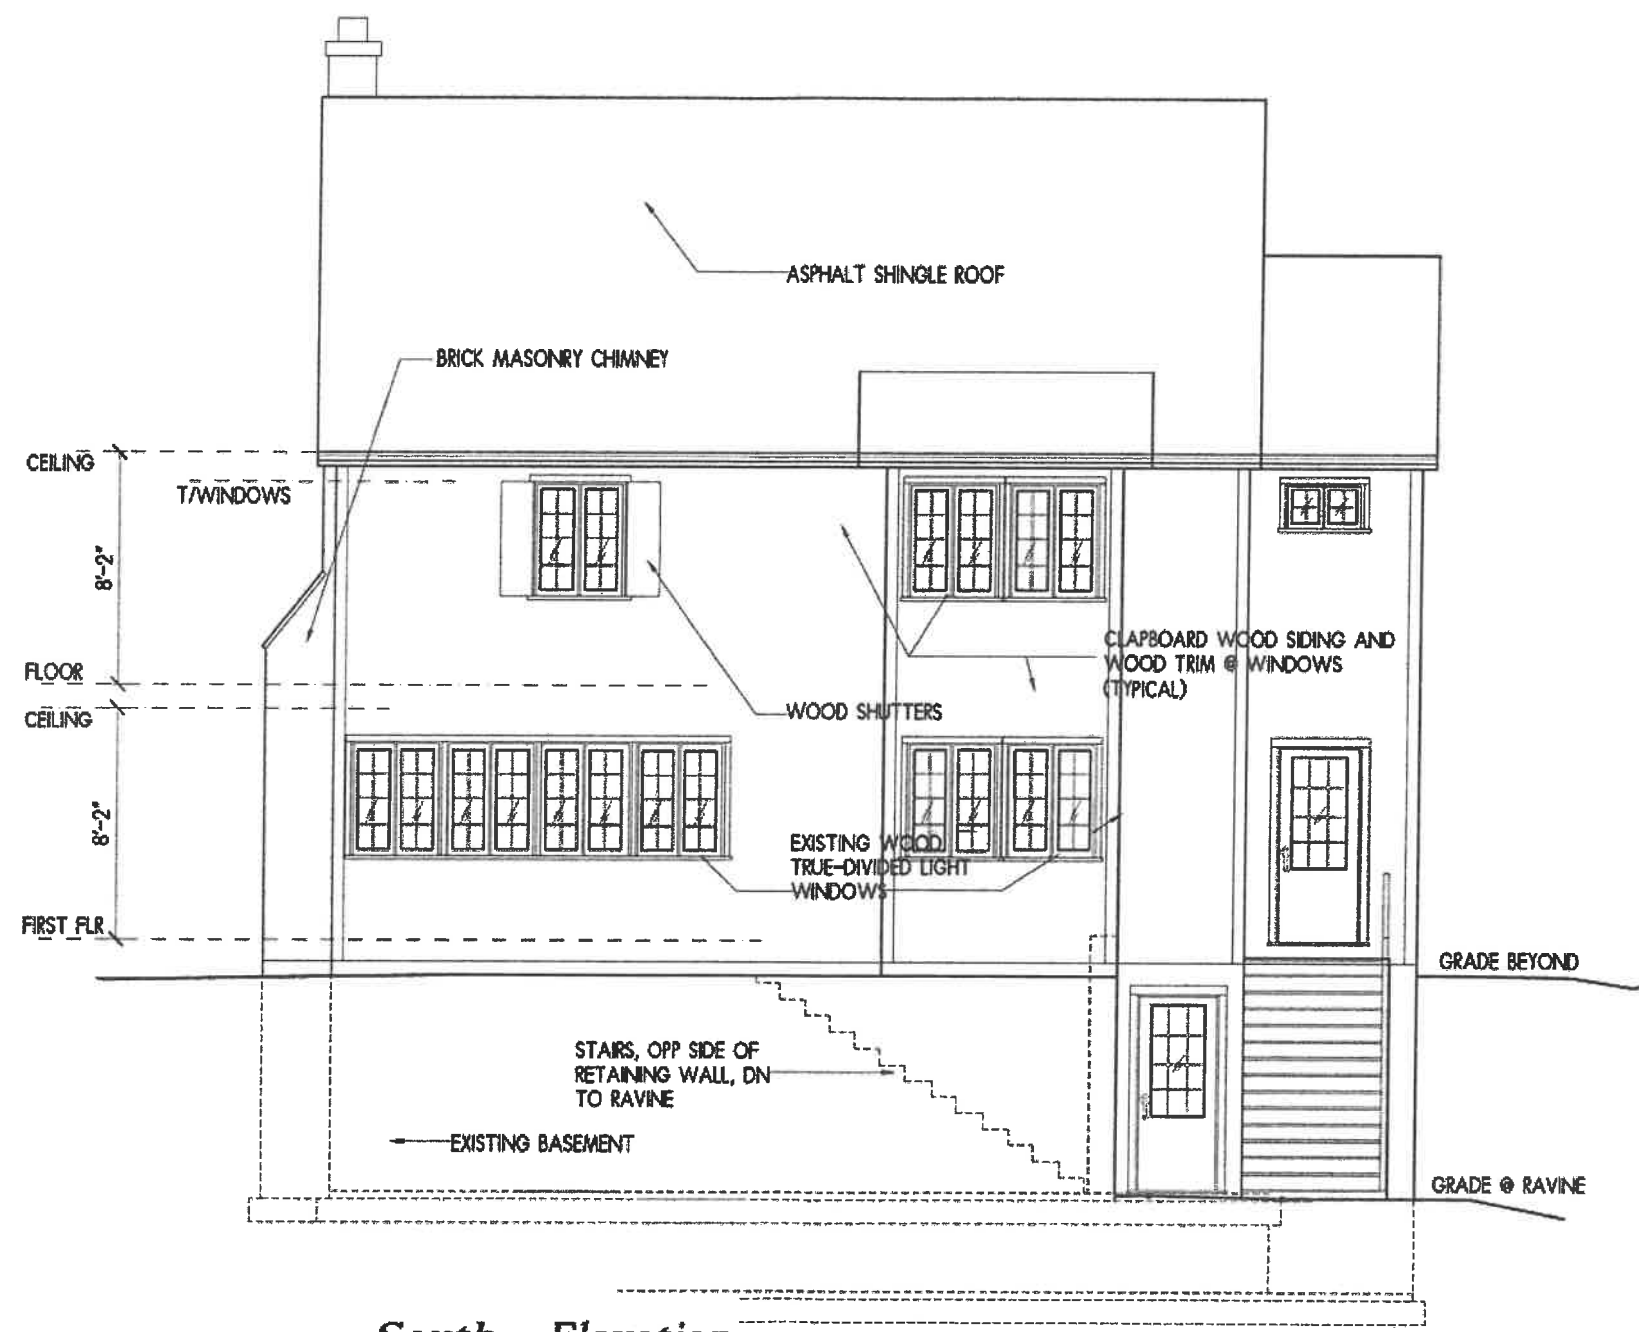 ASPHALT SHINGLE ROOF
BRICK MASONRY CHIMNEY
CEILING
T/WINDOWS
8'-2"
CLAPBOARD WOOD SIDING AND
WOOD TRIM @ WINDOWS
(TYPICAL)
FLOOR
CEILING
WOOD SHUTTERS
8'-2"
EXISTING WOOD
TRUE-DIVIDED LIGHT
WINDOWS
FIRST FLR
GRADE BEYOND
STAIRS, OPP SIDE OF
RETAINING WALL, DN
TO RAVINE
EXISTING BASEMENT
GRADE @ RAVINE
South Elevation